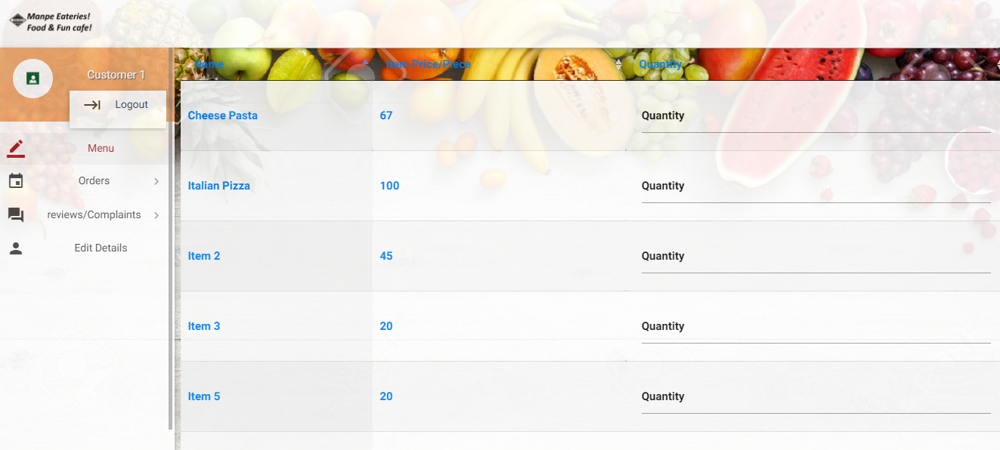 Manpe Eateries!
Food & Fun cafe!
Customer 1
Logout
Menu
Orders
reviews/Complaints
Edit Details
Name Item Price/Piece Quantity
Cheese Pasta 67 Quantity
Italian Pizza 100 Quantity
Item 2 45 Quantity
Item 3 20 Quantity
Item 5 20 Quantity